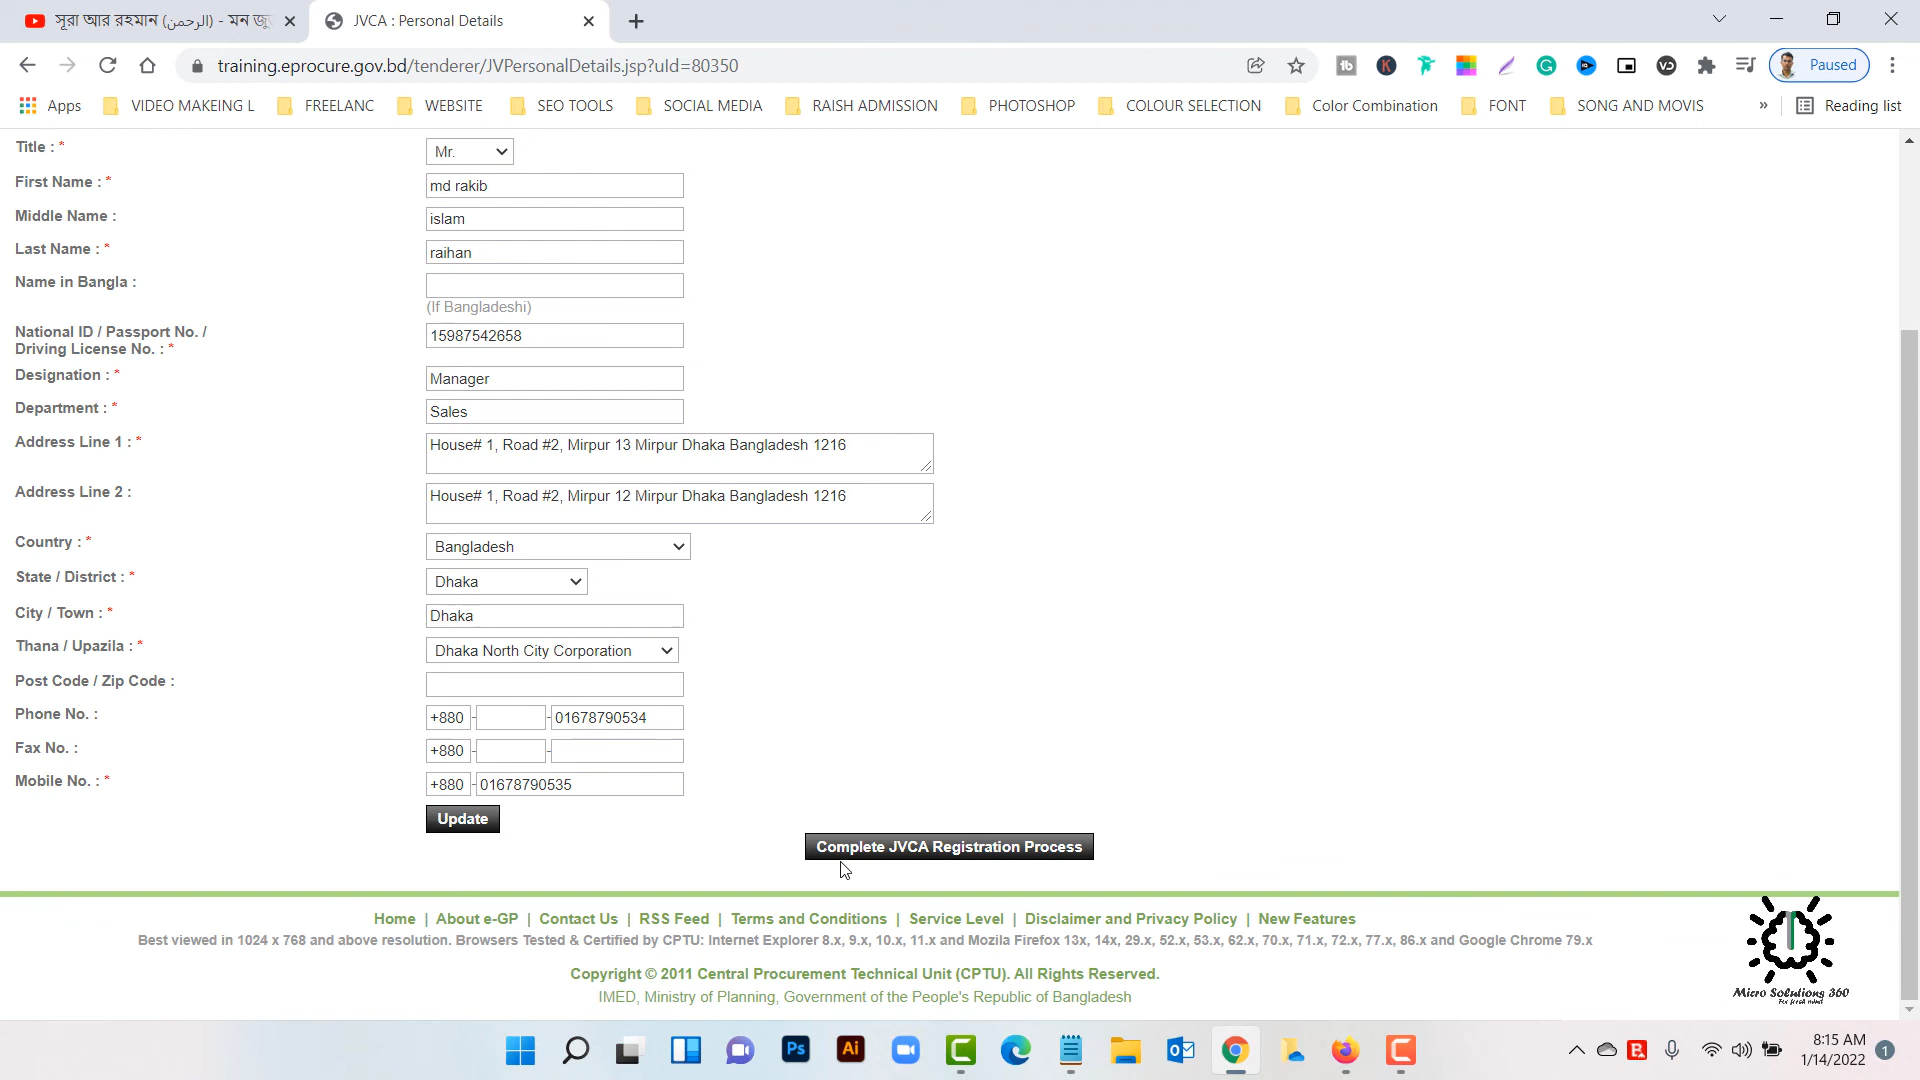 সূরা আর রহমান (الرحمن) - মন জু
JVCA : Personal Details
training.eprocure.gov.bd/tenderer/JVPersonalDetails.jsp?uId=80350
Paused
Apps
VIDEO MAKEING L
FREELANC
WEBSITE
SEO TOOLS
SOCIAL MEDIA
RAISH ADMISSION
PHOTOSHOP
COLOUR SELECTION
Color Combination
FONT
SONG AND MOVIS
»
Reading list
Title : * Mr.
First Name : * md rakib
Middle Name : islam
Last Name : * raihan
Name in Bangla :
(If Bangladeshi)
National ID / Passport No. /
Driving License No. : * 15987542658
Designation : * Manager
Department : * Sales
Address Line 1 : * House# 1, Road #2, Mirpur 13 Mirpur Dhaka Bangladesh 1216
Address Line 2 : House# 1, Road #2, Mirpur 12 Mirpur Dhaka Bangladesh 1216
Country : * Bangladesh
State / District : * Dhaka
City / Town : * Dhaka
Thana / Upazila : * Dhaka North City Corporation
Post Code / Zip Code :
Phone No. : +880 - - 01678790534
Fax No. : +880 - -
Mobile No. : * +880 - 01678790535
Update
Complete JVCA Registration Process
Home | About e-GP | Contact Us | RSS Feed | Terms and Conditions | Service Level | Disclaimer and Privacy Policy | New Features
Best viewed in 1024 x 768 and above resolution. Browsers Tested & Certified by CPTU: Internet Explorer 8.x, 9.x, 10.x, 11.x and Mozila Firefox 13x, 14x, 29.x, 52.x, 53.x, 62.x, 70.x, 71.x, 72.x, 77.x, 86.x and Google Chrome 79.x
Copyright © 2011 Central Procurement Technical Unit (CPTU). All Rights Reserved.
IMED, Ministry of Planning, Government of the People's Republic of Bangladesh
Micro Solutions 360
Ps
Ai
8:15 AM
1/14/2022
1